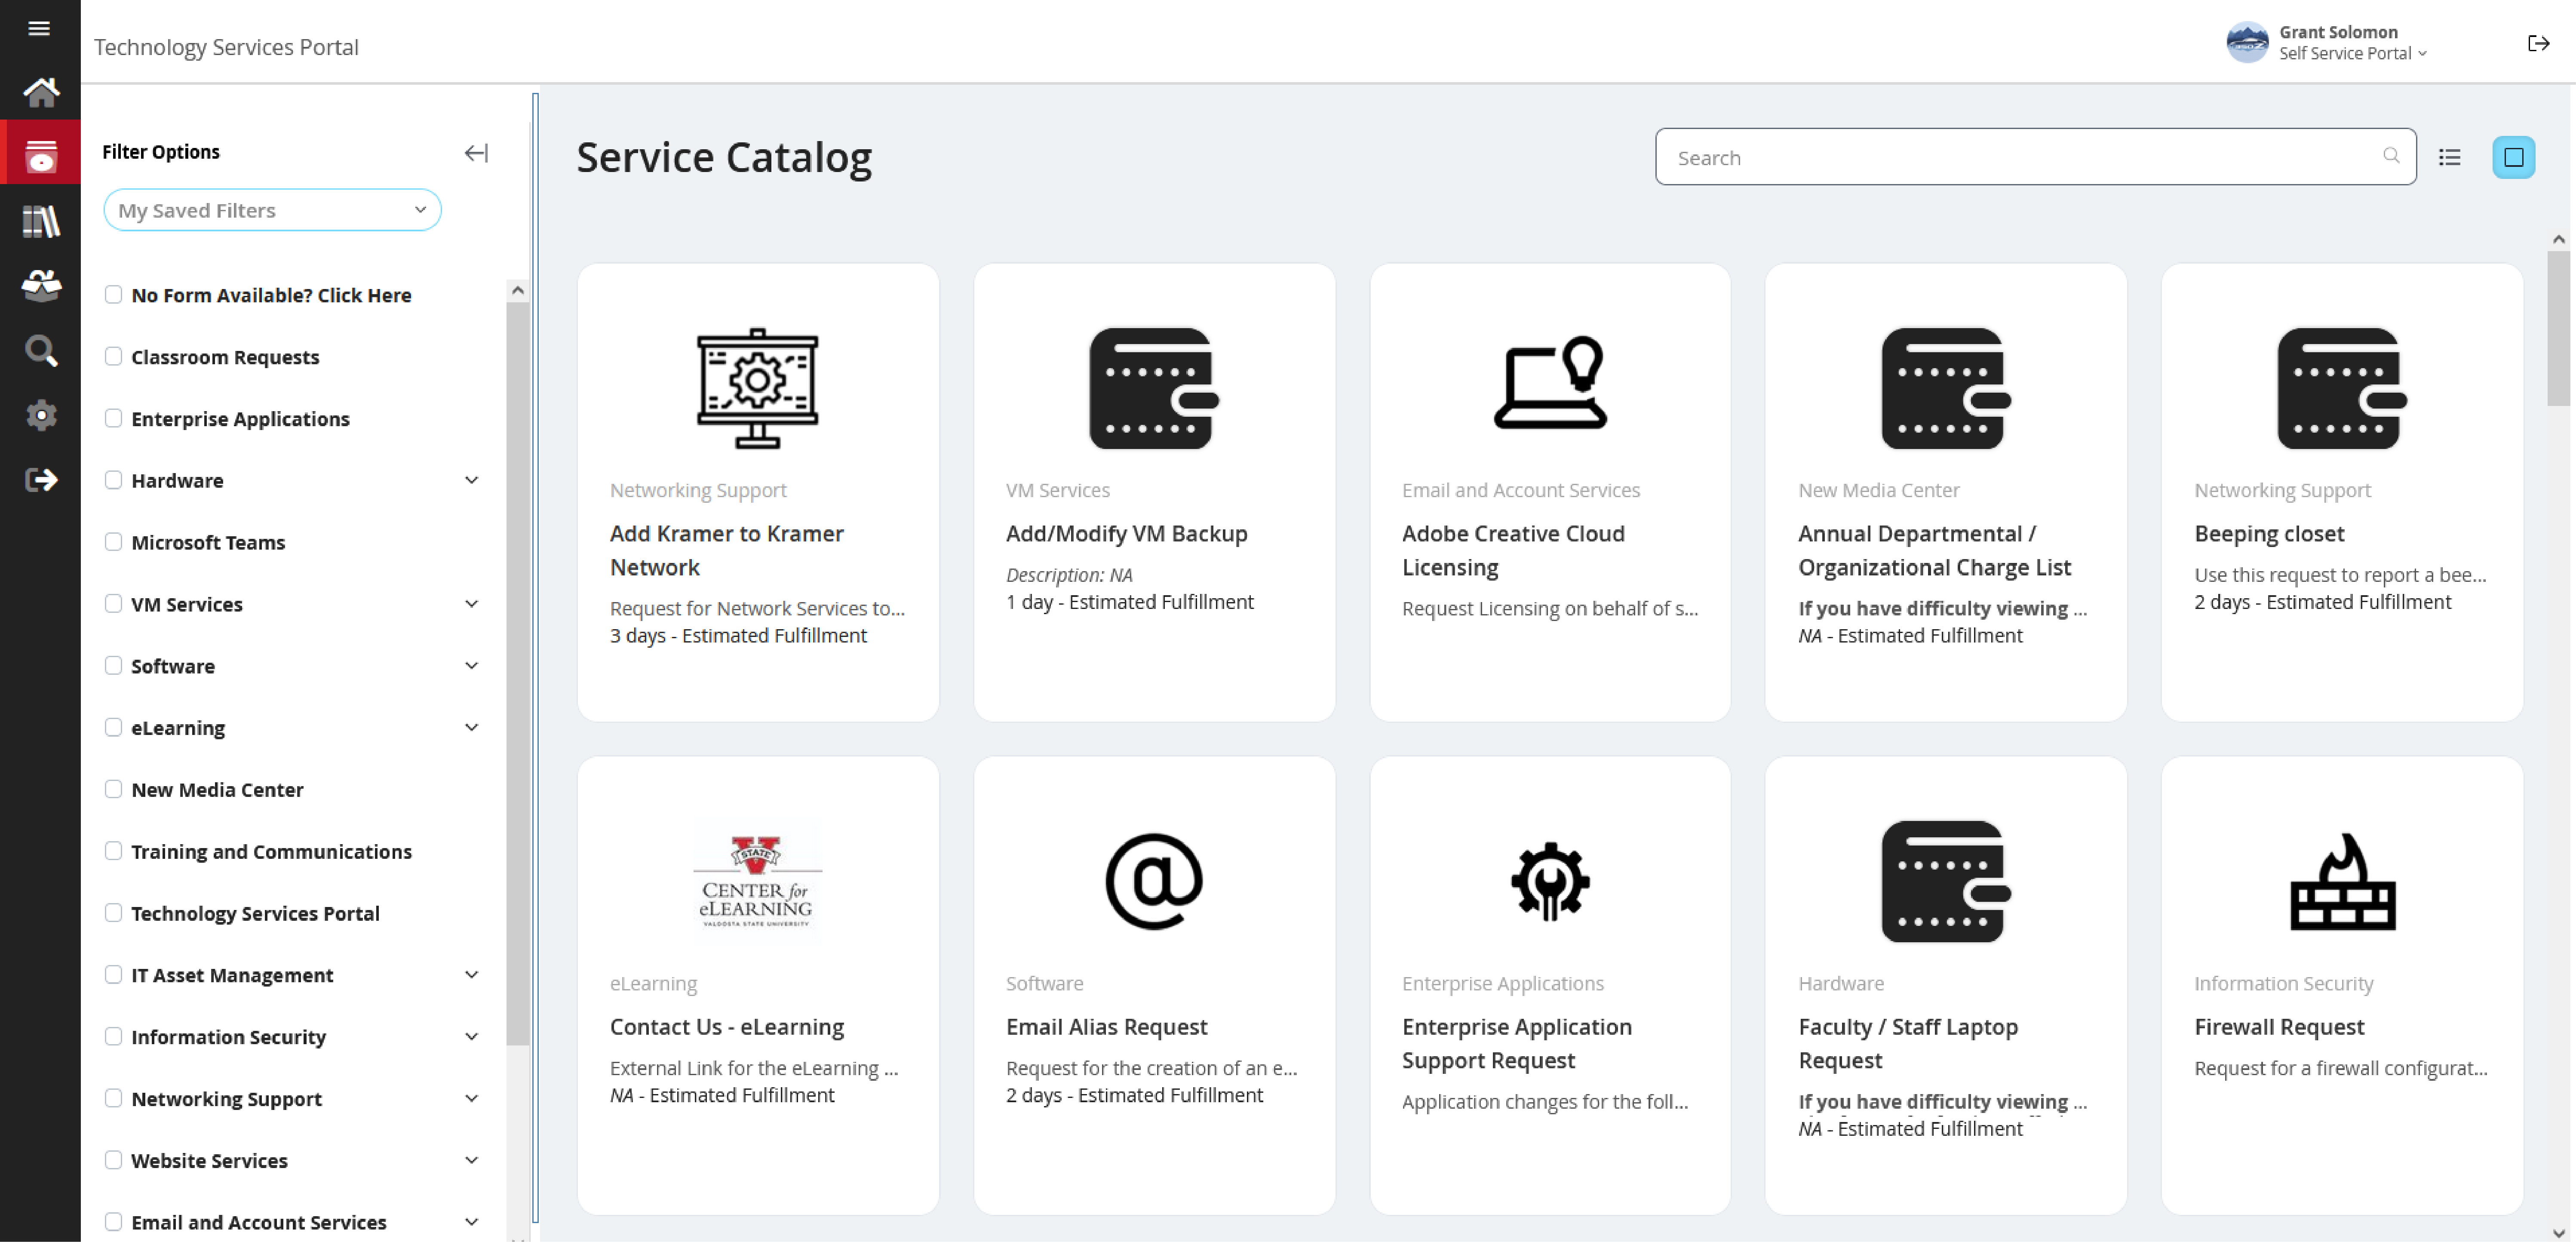 Technology Services Portal
Grant Solomon
Self Service Portal
Filter Options
My Saved Filters
No Form Available? Click Here
Classroom Requests
Enterprise Applications
Hardware
Microsoft Teams
VM Services
Software
eLearning
New Media Center
Training and Communications
Technology Services Portal
IT Asset Management
Information Security
Networking Support
Website Services
Email and Account Services
Service Catalog
Search
Networking Support
Add Kramer to Kramer
Network
Request for Network Services to...
3 days - Estimated Fulfillment
VM Services
Add/Modify VM Backup
Description: NA
1 day - Estimated Fulfillment
Email and Account Services
Adobe Creative Cloud
Licensing
Request Licensing on behalf of s...
New Media Center
Annual Departmental /
Organizational Charge List
If you have difficulty viewing ...
NA - Estimated Fulfillment
Networking Support
Beeping closet
Use this request to report a bee...
2 days - Estimated Fulfillment
V
STATE
CENTER for
eLEARNING
VALDOSTA STATE UNIVERSITY
eLearning
Contact Us - eLearning
External Link for the eLearning ...
NA - Estimated Fulfillment
@
Software
Email Alias Request
Request for the creation of an e...
2 days - Estimated Fulfillment
Enterprise Applications
Enterprise Application
Support Request
Application changes for the foll...
Hardware
Faculty / Staff Laptop
Request
If you have difficulty viewing ...
NA - Estimated Fulfillment
Information Security
Firewall Request
Request for a firewall configurat...